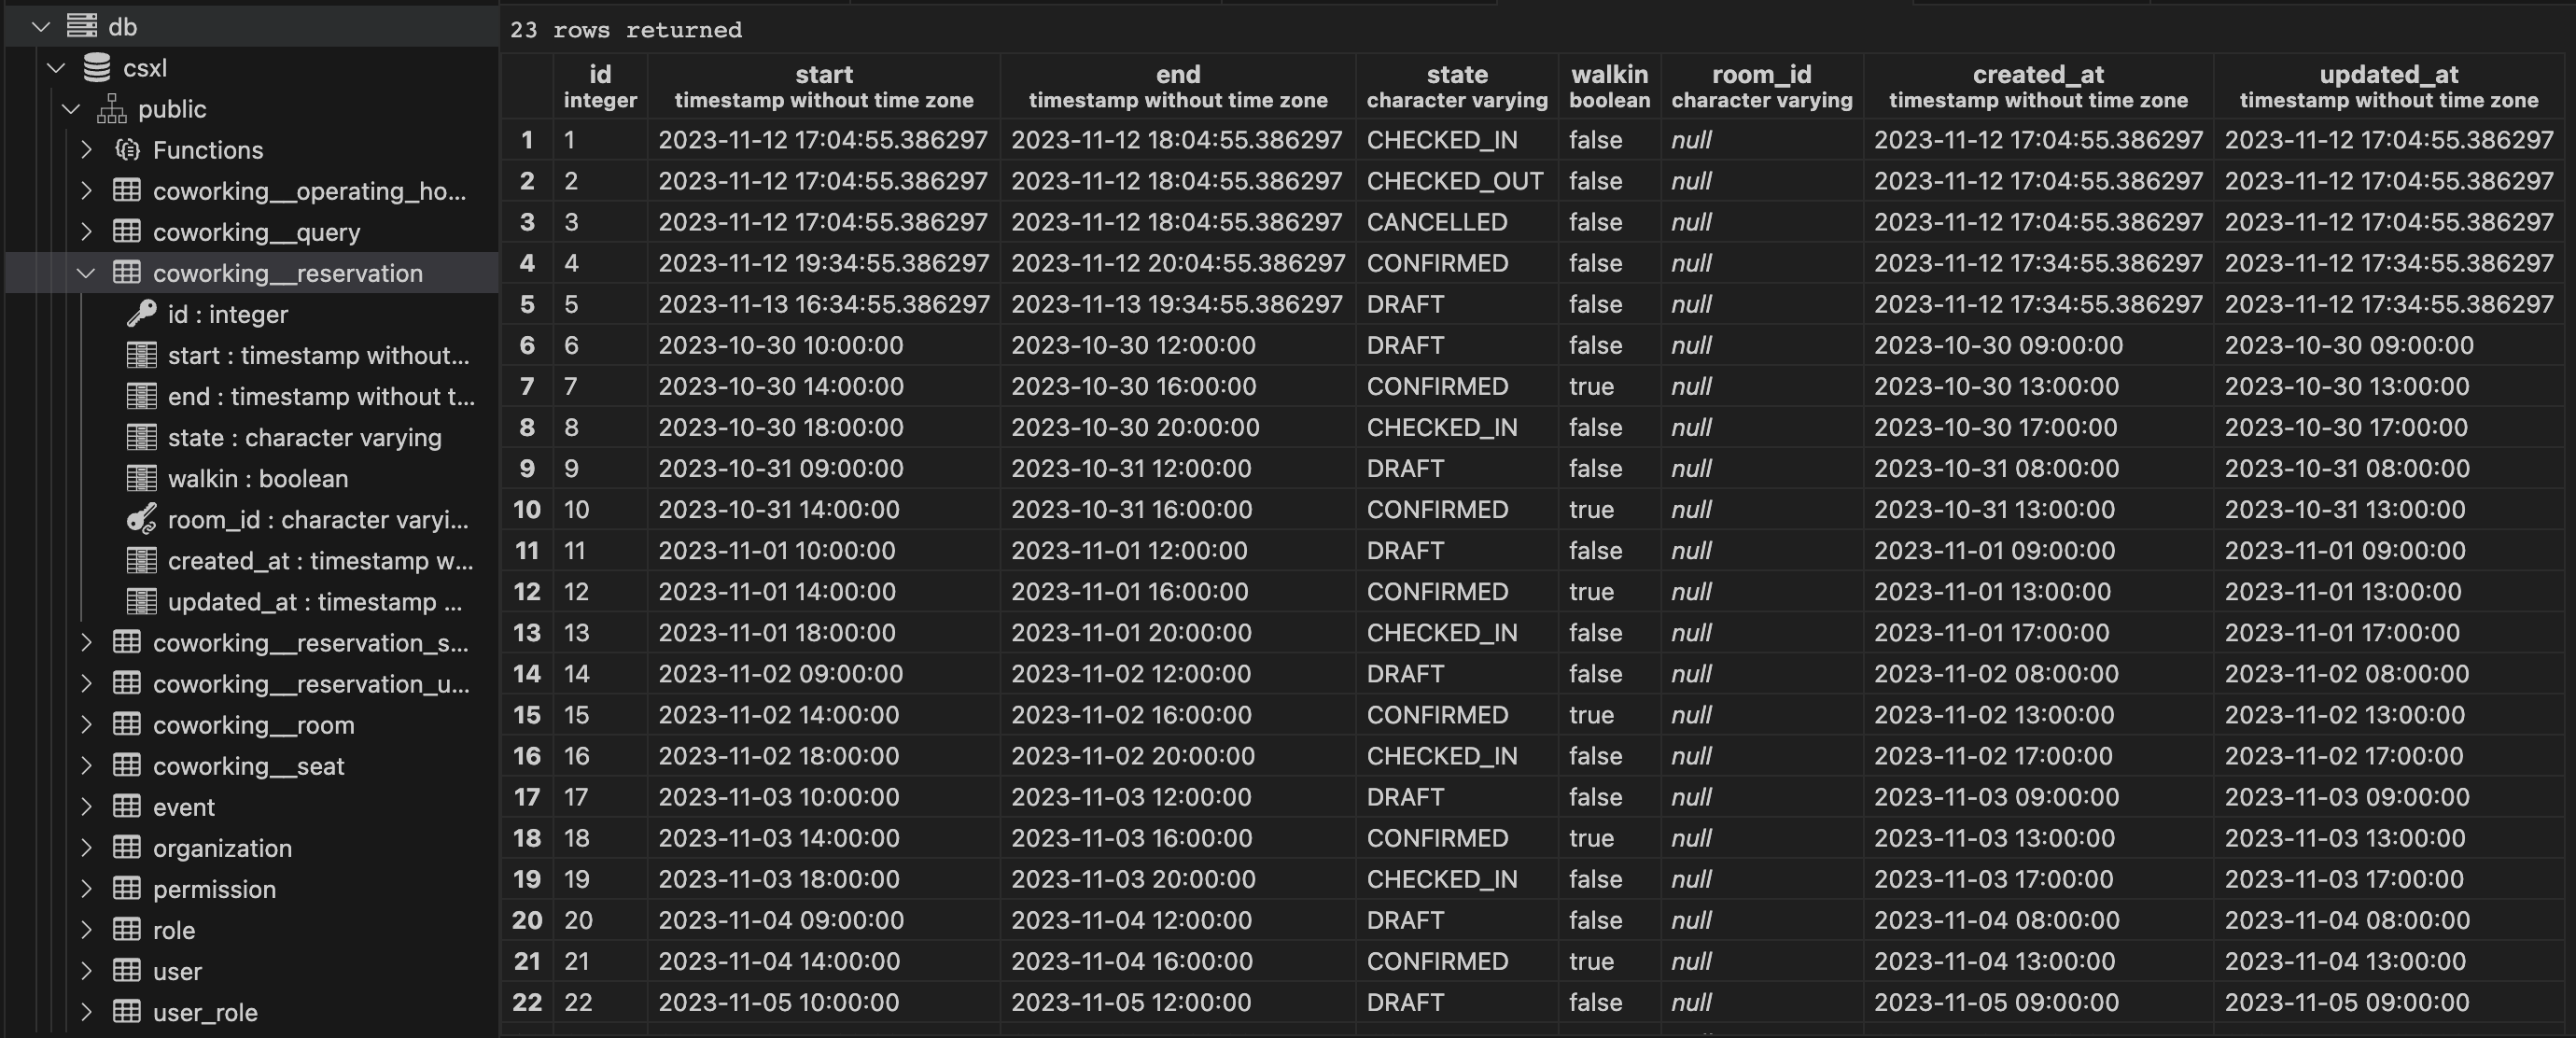 db
csxl
public
Functions
coworking__operating_ho...
coworking__query
coworking__reservation
id : integer
start : timestamp without...
end : timestamp without t...
state : character varying
walkin : boolean
room_id : character varyi...
created_at : timestamp w...
updated_at : timestamp ...
coworking__reservation_s...
coworking__reservation_u...
coworking__room
coworking__seat
event
organization
permission
role
user
user_role
23 rows returned
id start end state walkin room_id created_at updated_at
integer timestamp without time zone timestamp without time zone character varying boolean character varying timestamp without time zone timestamp without time zone
1 1 2023-11-12 17:04:55.386297 2023-11-12 18:04:55.386297 CHECKED_IN false null 2023-11-12 17:04:55.386297 2023-11-12 17:04:55.386297
2 2 2023-11-12 17:04:55.386297 2023-11-12 18:04:55.386297 CHECKED_OUT false null 2023-11-12 17:04:55.386297 2023-11-12 17:04:55.386297
3 3 2023-11-12 17:04:55.386297 2023-11-12 18:04:55.386297 CANCELLED false null 2023-11-12 17:04:55.386297 2023-11-12 17:04:55.386297
4 4 2023-11-12 19:34:55.386297 2023-11-12 20:04:55.386297 CONFIRMED false null 2023-11-12 17:34:55.386297 2023-11-12 17:34:55.386297
5 5 2023-11-13 16:34:55.386297 2023-11-13 19:34:55.386297 DRAFT false null 2023-11-12 17:34:55.386297 2023-11-12 17:34:55.386297
6 6 2023-10-30 10:00:00 2023-10-30 12:00:00 DRAFT false null 2023-10-30 09:00:00 2023-10-30 09:00:00
7 7 2023-10-30 14:00:00 2023-10-30 16:00:00 CONFIRMED true null 2023-10-30 13:00:00 2023-10-30 13:00:00
8 8 2023-10-30 18:00:00 2023-10-30 20:00:00 CHECKED_IN false null 2023-10-30 17:00:00 2023-10-30 17:00:00
9 9 2023-10-31 09:00:00 2023-10-31 12:00:00 DRAFT false null 2023-10-31 08:00:00 2023-10-31 08:00:00
10 10 2023-10-31 14:00:00 2023-10-31 16:00:00 CONFIRMED true null 2023-10-31 13:00:00 2023-10-31 13:00:00
11 11 2023-11-01 10:00:00 2023-11-01 12:00:00 DRAFT false null 2023-11-01 09:00:00 2023-11-01 09:00:00
12 12 2023-11-01 14:00:00 2023-11-01 16:00:00 CONFIRMED true null 2023-11-01 13:00:00 2023-11-01 13:00:00
13 13 2023-11-01 18:00:00 2023-11-01 20:00:00 CHECKED_IN false null 2023-11-01 17:00:00 2023-11-01 17:00:00
14 14 2023-11-02 09:00:00 2023-11-02 12:00:00 DRAFT false null 2023-11-02 08:00:00 2023-11-02 08:00:00
15 15 2023-11-02 14:00:00 2023-11-02 16:00:00 CONFIRMED true null 2023-11-02 13:00:00 2023-11-02 13:00:00
16 16 2023-11-02 18:00:00 2023-11-02 20:00:00 CHECKED_IN false null 2023-11-02 17:00:00 2023-11-02 17:00:00
17 17 2023-11-03 10:00:00 2023-11-03 12:00:00 DRAFT false null 2023-11-03 09:00:00 2023-11-03 09:00:00
18 18 2023-11-03 14:00:00 2023-11-03 16:00:00 CONFIRMED true null 2023-11-03 13:00:00 2023-11-03 13:00:00
19 19 2023-11-03 18:00:00 2023-11-03 20:00:00 CHECKED_IN false null 2023-11-03 17:00:00 2023-11-03 17:00:00
20 20 2023-11-04 09:00:00 2023-11-04 12:00:00 DRAFT false null 2023-11-04 08:00:00 2023-11-04 08:00:00
21 21 2023-11-04 14:00:00 2023-11-04 16:00:00 CONFIRMED true null 2023-11-04 13:00:00 2023-11-04 13:00:00
22 22 2023-11-05 10:00:00 2023-11-05 12:00:00 DRAFT false null 2023-11-05 09:00:00 2023-11-05 09:00:00